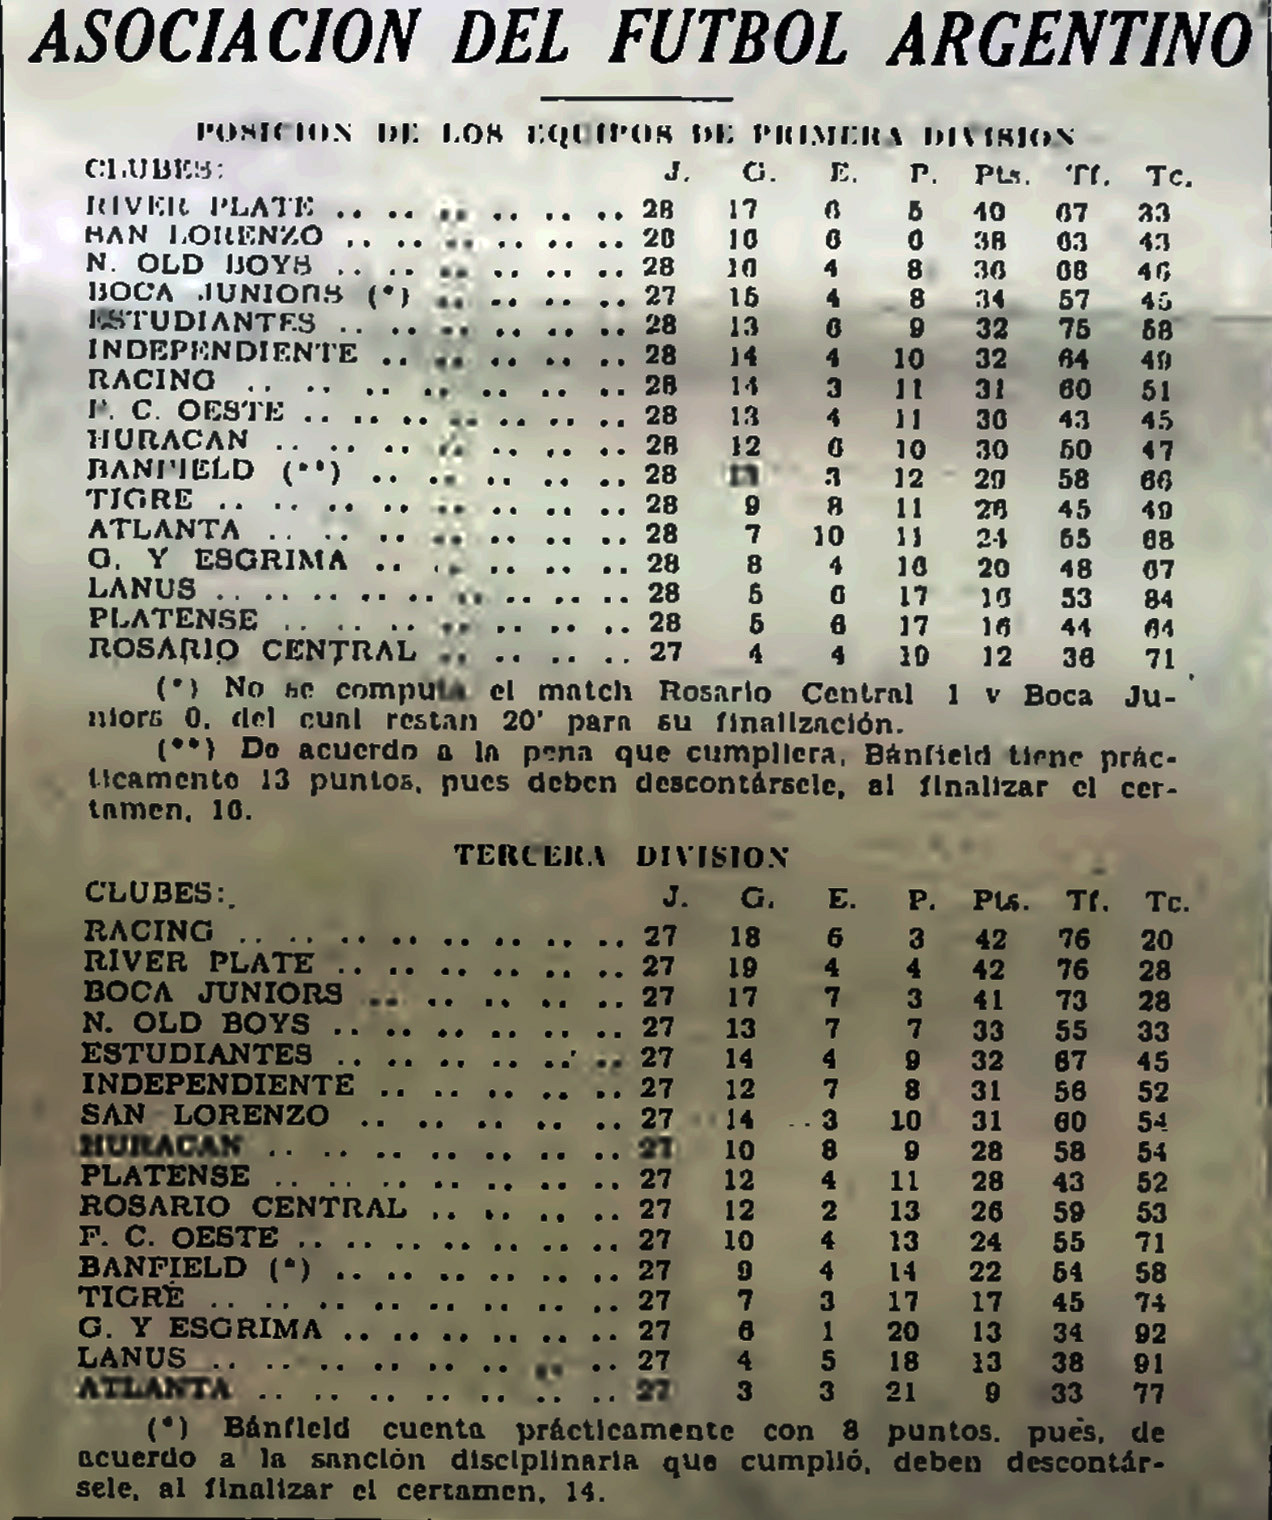 ASOCIACION DEL FUTBOL ARGENTINO
POSICION DE LOS EQUIPOS DE PRIMERA DIVISION
CLUBES: J. G. E. P. Pts. Tf. Tc.
RIVER PLATE .. .. .. .. .. .. 28 17 6 5 40 67 33
SAN LORENZO .. .. .. .. .. .. 28 16 6 6 38 63 43
N. OLD BOYS .. .. .. .. .. .. 28 16 4 8 36 68 46
BOCA JUNIORS (*) .. .. .. .. 27 15 4 8 34 57 45
ESTUDIANTES .. .. .. .. .. .. 28 13 6 9 32 75 58
INDEPENDIENTE .. .. .. .. .. 28 14 4 10 32 64 49
RACING .. .. .. .. .. .. .. .. 28 14 3 11 31 60 51
F. C. OESTE .. .. .. .. .. .. .. 28 13 4 11 30 43 45
HURACAN .. .. .. .. .. .. .. 28 12 6 10 30 50 47
BANFIELD (**) .. .. .. .. .. 28 13 3 12 29 58 66
TIGRE .. .. .. .. .. .. .. .. 28 9 8 11 26 45 49
ATLANTA .. .. .. .. .. .. .. 28 7 10 11 24 55 68
G. Y ESGRIMA .. .. .. .. .. 28 8 4 16 20 48 67
LANUS .. .. .. .. .. .. .. .. .. 28 5 6 17 16 53 84
PLATENSE .. .. .. .. .. .. .. 28 5 6 17 16 44 64
ROSARIO CENTRAL .. .. .. .. 27 4 4 19 12 36 71
(*) No se computa el match Rosario Central 1 v Boca Ju-
niors 0, del cual restan 20' para su finalización.
(**) De acuerdo a la pena que cumpliera, Bánfield tiene prác-
ticamente 13 puntos, pues deben descontársele, al finalizar el cer-
tamen, 16.
TERCERA DIVISION
CLUBES: J. G. E. P. Pts. Tf. Tc.
RACING .. .. .. .. .. .. .. .. 27 18 6 3 42 76 20
RIVER PLATE .. .. .. .. .. .. 27 19 4 4 42 76 28
BOCA JUNIORS .. .. .. .. .. 27 17 7 3 41 73 28
N. OLD BOYS .. .. .. .. .. .. 27 13 7 7 33 55 33
ESTUDIANTES .. .. .. .. .. .. 27 14 4 9 32 67 45
INDEPENDIENTE .. .. .. .. .. 27 12 7 8 31 56 52
SAN LORENZO .. .. .. .. .. .. 27 14 3 10 31 60 54
HURACAN .. .. .. .. .. .. .. 27 10 8 9 28 58 54
PLATENSE .. .. .. .. .. .. .. 27 12 4 11 28 43 52
ROSARIO CENTRAL .. .. .. .. 27 12 2 13 26 59 53
F. C. OESTE .. .. .. .. .. .. .. 27 10 4 13 24 55 71
BANFIELD (*) .. .. .. .. .. .. 27 9 4 14 22 54 58
TIGRE .. .. .. .. .. .. .. .. 27 7 3 17 17 45 74
G. Y ESGRIMA .. .. .. .. .. .. 27 6 1 20 13 34 92
LANUS .. .. .. .. .. .. .. .. 27 4 5 18 13 38 91
ATLANTA .. .. .. .. .. .. .. 27 3 3 21 9 33 77
(*) Bánfield cuenta prácticamente con 8 puntos, pues, de
acuerdo a la sanción disciplinaria que cumplió, deben descontár-
sele, al finalizar el certamen, 14.